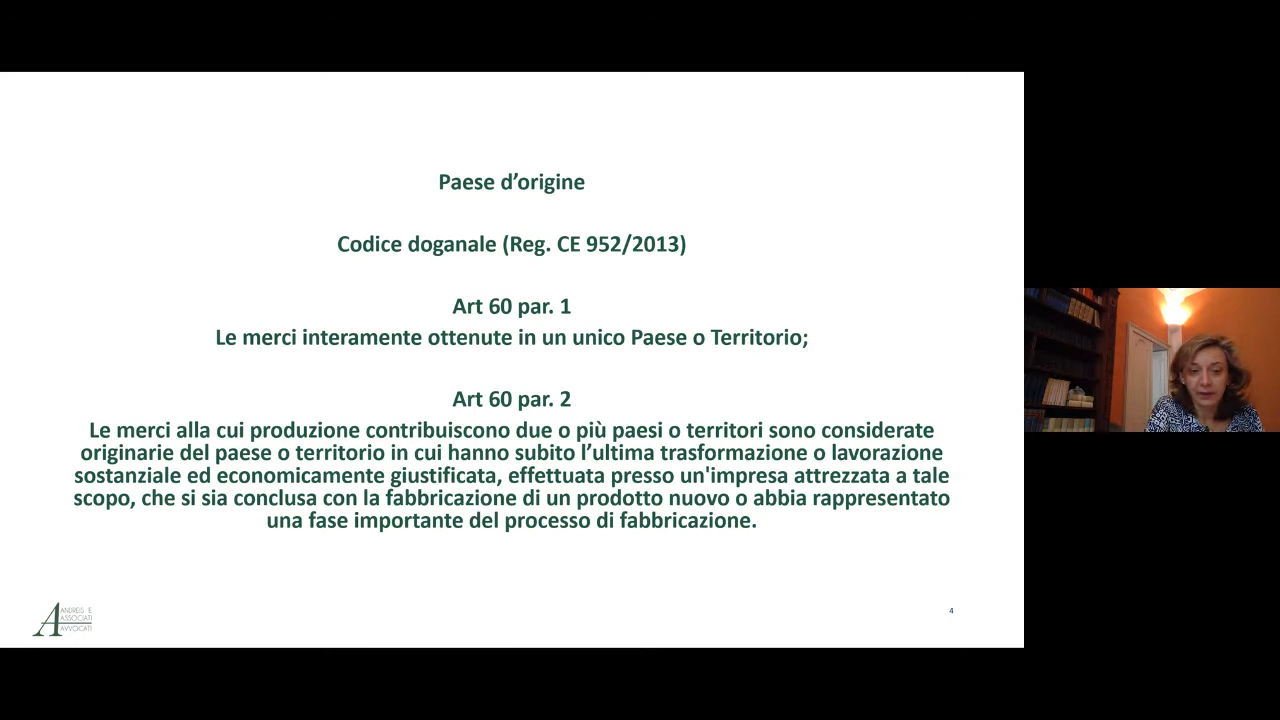 Paese d’origine
Codice doganale (Reg. CE 952/2013)
Art 60 par. 1
Le merci interamente ottenute in un unico Paese o Territorio;
Art 60 par. 2
Le merci alla cui produzione contribuiscono due o più paesi o territori sono considerate
originarie del paese o territorio in cui hanno subito l’ultima trasformazione o lavorazione
sostanziale ed economicamente giustificata, effettuata presso un'impresa attrezzata a tale
scopo, che si sia conclusa con la fabbricazione di un prodotto nuovo o abbia rappresentato
una fase importante del processo di fabbricazione.
ANDREIS E
ASSOCIATI
AVVOCATI
4